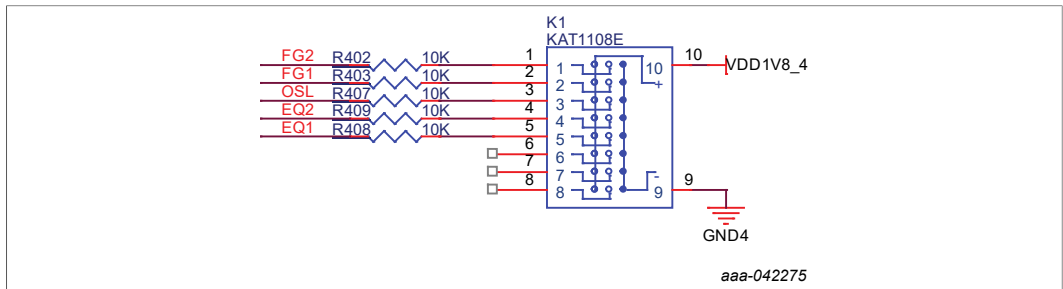 K1
KAT1108E
FG2 R402 10K 1 1 10 10 VDD1V8_4
+
FG1 R403 10K 2 2
OSL R407 10K 3 3
EQ2 R409 10K 4 4
EQ1 R408 10K 5 5
6 6
7 7 -
8 8 9 9
GND4
aaa-042275